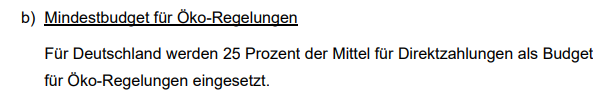 b) Mindestbudget für Öko-Regelungen
Für Deutschland werden 25 Prozent der Mittel für Direktzahlungen als Budget
für Öko-Regelungen eingesetzt.